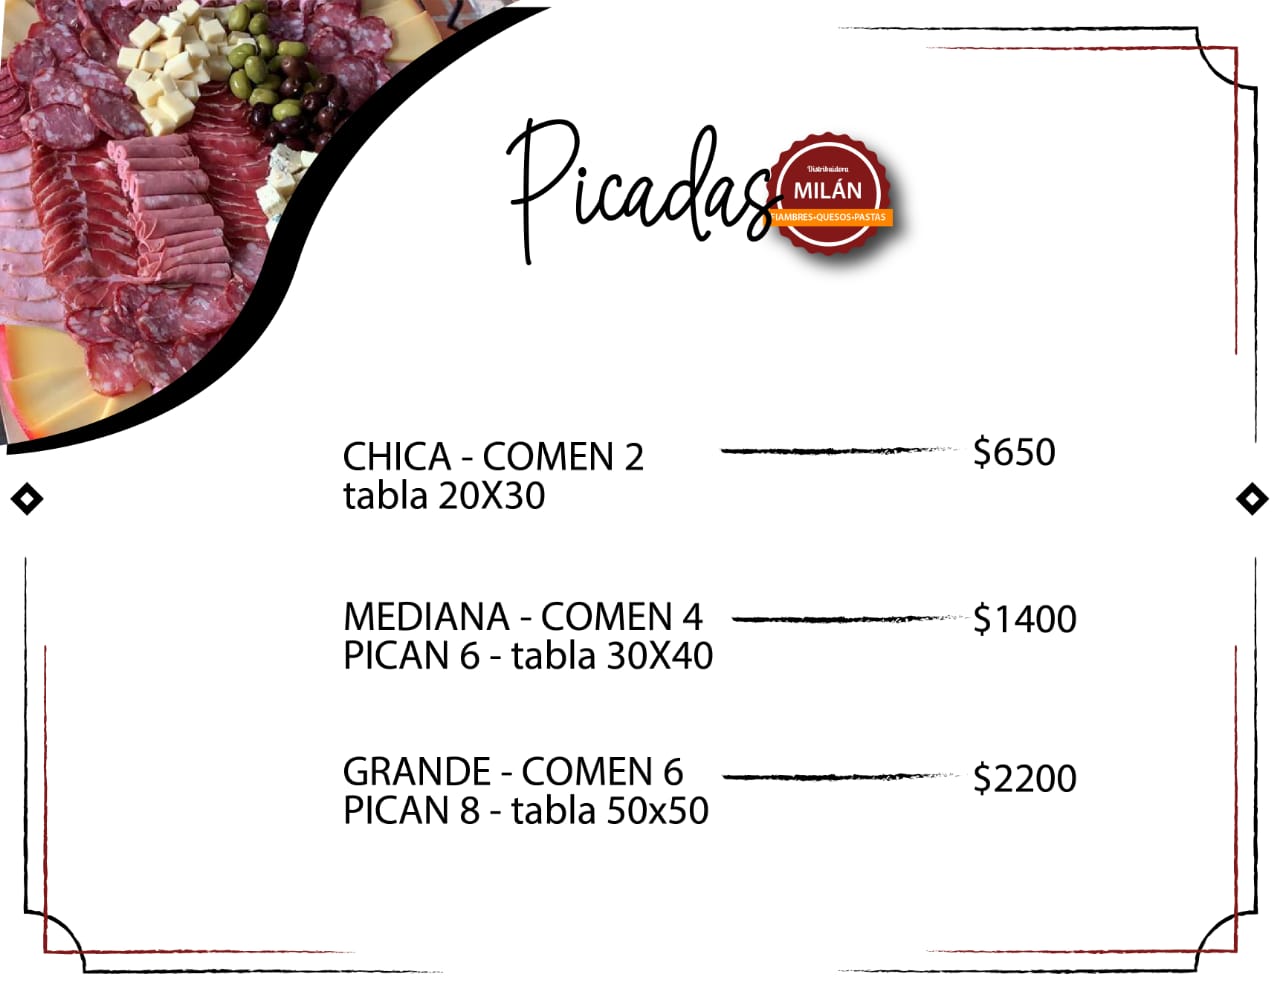 Picadas
Distribuidora
MILÁN
FIAMBRES•QUESOS•PASTAS
CHICA - COMEN 2
$650
tabla 20X30
MEDIANA - COMEN 4
$1400
PICAN 6 - tabla 30X40
GRANDE - COMEN 6
$2200
PICAN 8 - tabla 50x50